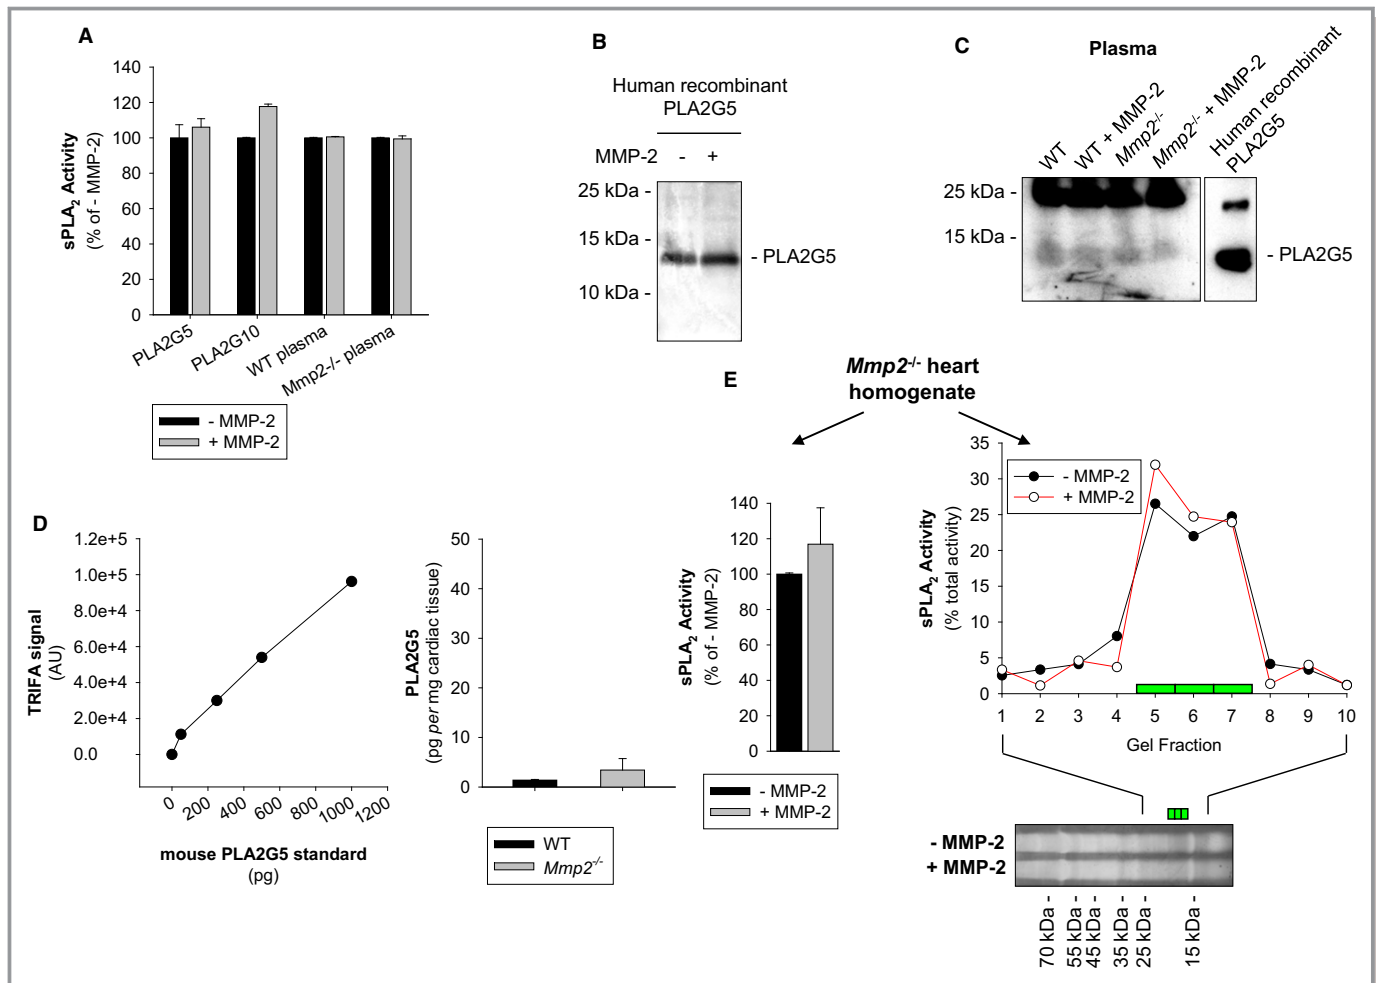 A
140
120
100
80
60
40
20
0
sPLA2 Activity
(% of - MMP-2)
PLA2G5
PLA2G10
WT plasma
Mmp2-/- plasma
- MMP-2
+ MMP-2
B
Human recombinant
PLA2G5
MMP-2 - +
25 kDa -
15 kDa -
10 kDa -
- PLA2G5
C
Plasma
WT
WT + MMP-2
Mmp2-/-
Mmp2-/- + MMP-2
Human recombinant
PLA2G5
25 kDa -
15 kDa -
- PLA2G5
D
1.2e+5
1.0e+5
8.0e+4
6.0e+4
4.0e+4
2.0e+4
0.0
TRIFA signal
(AU)
0 200 400 600 800 1000 1200
mouse PLA2G5 standard
(pg)
50
40
30
20
10
0
PLA2G5
(pg per mg cardiac tissue)
WT
Mmp2-/-
E
Mmp2-/- heart
homogenate
140
120
100
80
60
40
20
0
sPLA2 Activity
(% of - MMP-2)
- MMP-2
+ MMP-2
35
30
25
20
15
10
5
0
sPLA2 Activity
(% total activity)
- MMP-2
+ MMP-2
1 2 3 4 5 6 7 8 9 10
Gel Fraction
- MMP-2
+ MMP-2
70 kDa -
55 kDa -
45 kDa -
35 kDa -
25 kDa -
15 kDa -